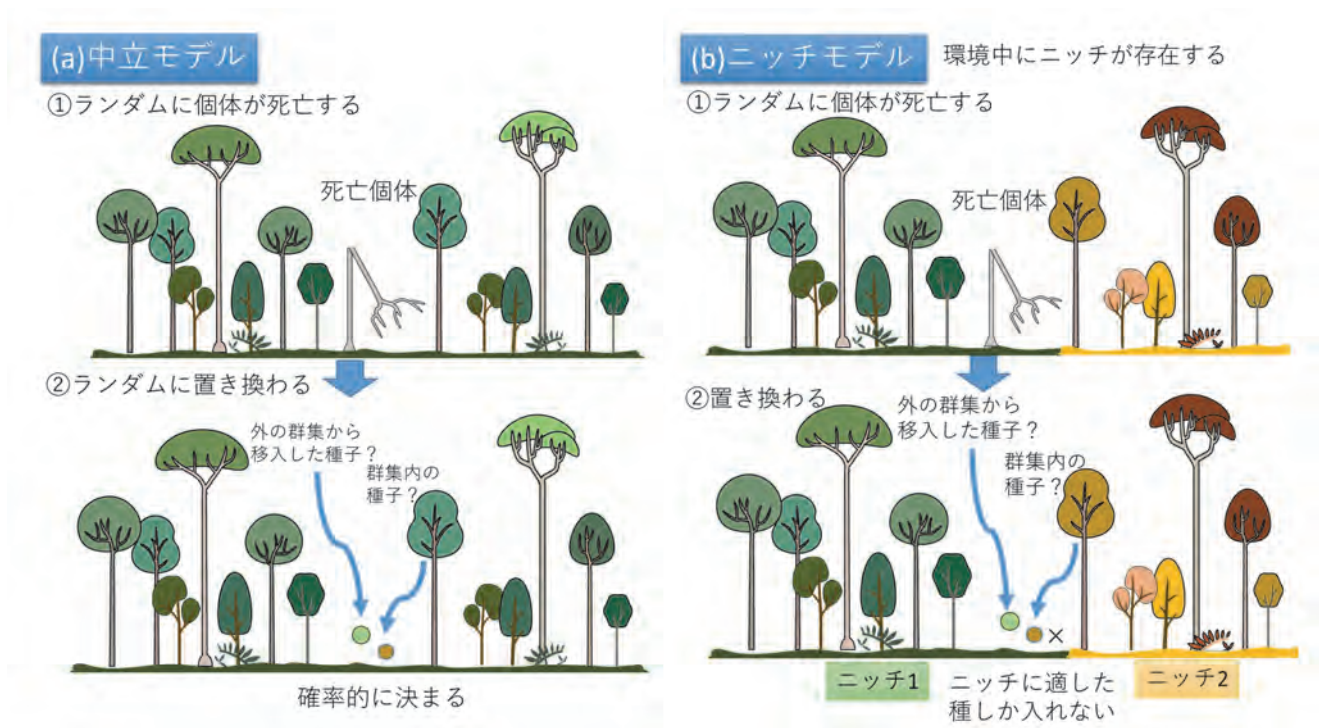 (a)中立モデル
①ランダムに個体が死亡する
死亡個体
②ランダムに置き換わる
外の群集から
移入した種子？
群集内の
種子？
確率的に決まる
(b)ニッチモデル
環境中にニッチが存在する
①ランダムに個体が死亡する
死亡個体
②置き換わる
外の群集から
移入した種子？
群集内の
種子？
×
ニッチ1
ニッチに適した
種しか入れない
ニッチ2